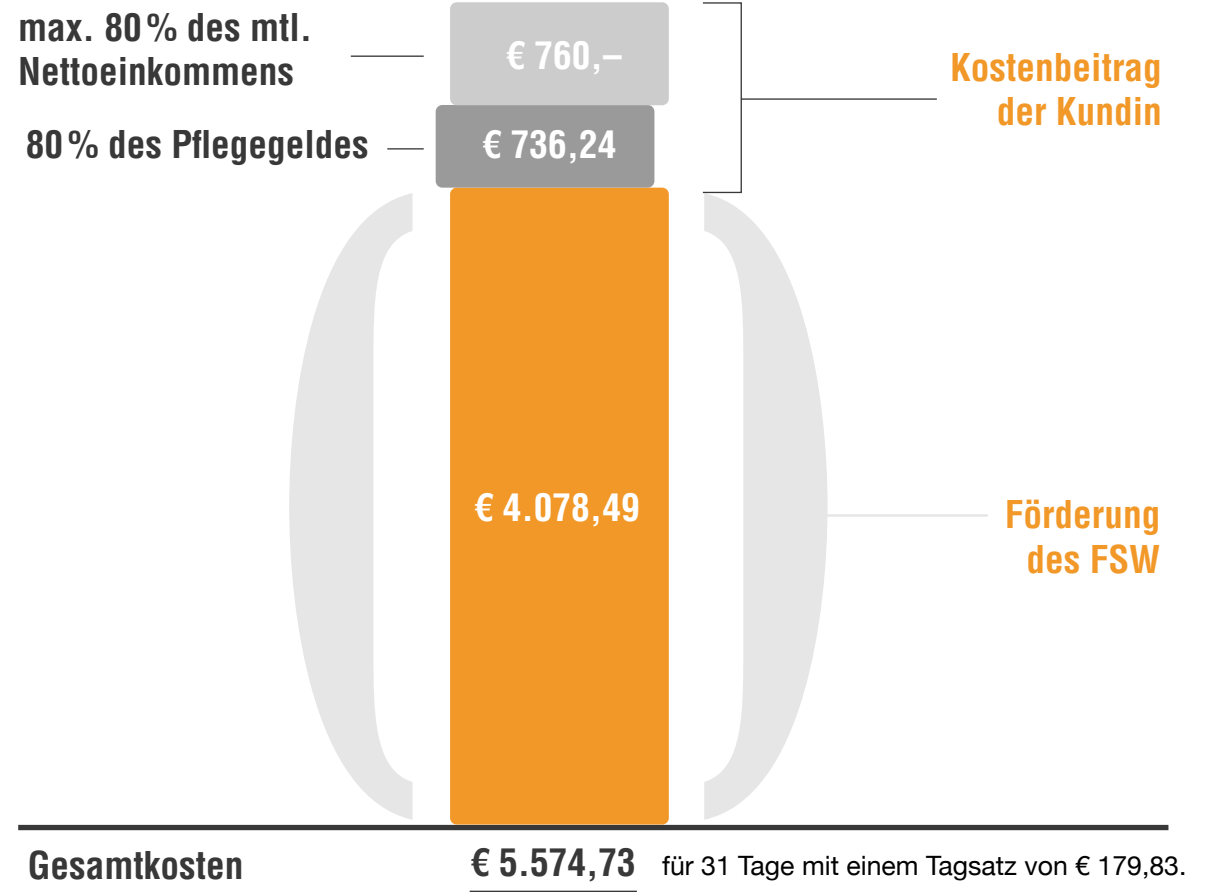 max. 80 % des mtl.
Nettoeinkommens
€ 760,–
Kostenbeitrag
der Kundin
80 % des Pflegegeldes
€ 736,24
€ 4.078,49
Förderung
des FSW
Gesamtkosten
€ 5.574,73
für 31 Tage mit einem Tagsatz von € 179,83.